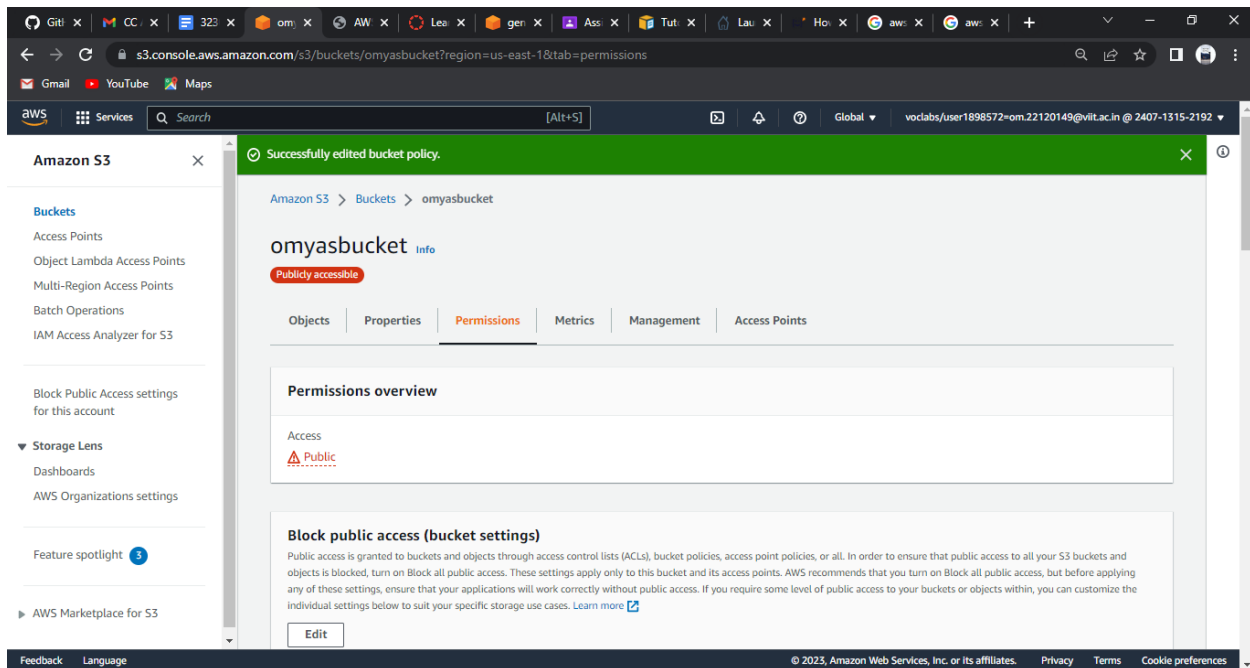 Gitl
CC
323
om
AW
Lear
gen
Assi
Tut
Lau
Hov
aws
aws
s3.console.aws.amazon.com/s3/buckets/omyasbucket?region=us-east-1&tab=permissions
Gmail
YouTube
Maps
aws
Services
Search
[Alt+S]
Global
voclabs/user1898572=om.22120149@viit.ac.in @ 2407-1315-2192
Amazon S3
Buckets
Access Points
Object Lambda Access Points
Multi-Region Access Points
Batch Operations
IAM Access Analyzer for S3
Block Public Access settings
for this account
Storage Lens
Dashboards
AWS Organizations settings
Feature spotlight 3
AWS Marketplace for S3
Successfully edited bucket policy.
Amazon S3 > Buckets > omyasbucket
omyasbucket Info
Publicly accessible
Objects
Properties
Permissions
Metrics
Management
Access Points
Permissions overview
Access
Public
Block public access (bucket settings)
Public access is granted to buckets and objects through access control lists (ACLs), bucket policies, access point policies, or all. In order to ensure that public access to all your S3 buckets and
objects is blocked, turn on Block all public access. These settings apply only to this bucket and its access points. AWS recommends that you turn on Block all public access, but before applying
any of these settings, ensure that your applications will work correctly without public access. If you require some level of public access to your buckets or objects within, you can customize the
individual settings below to suit your specific storage use cases. Learn more
Edit
Feedback
Language
© 2023, Amazon Web Services, Inc. or its affiliates.
Privacy
Terms
Cookie preferences